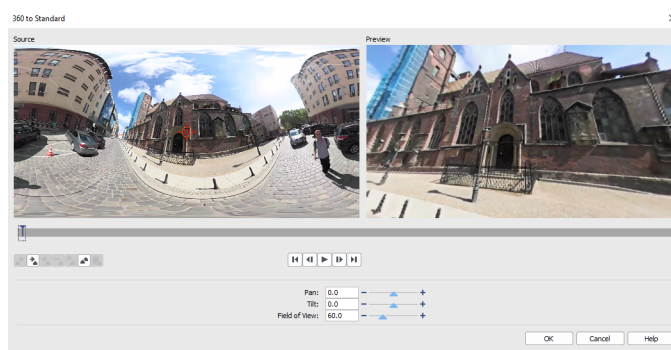 360 to Standard
Source
Preview
Pan: 0.0
Tilt: 0.0
Field of View: 60.0
OK Cancel Help